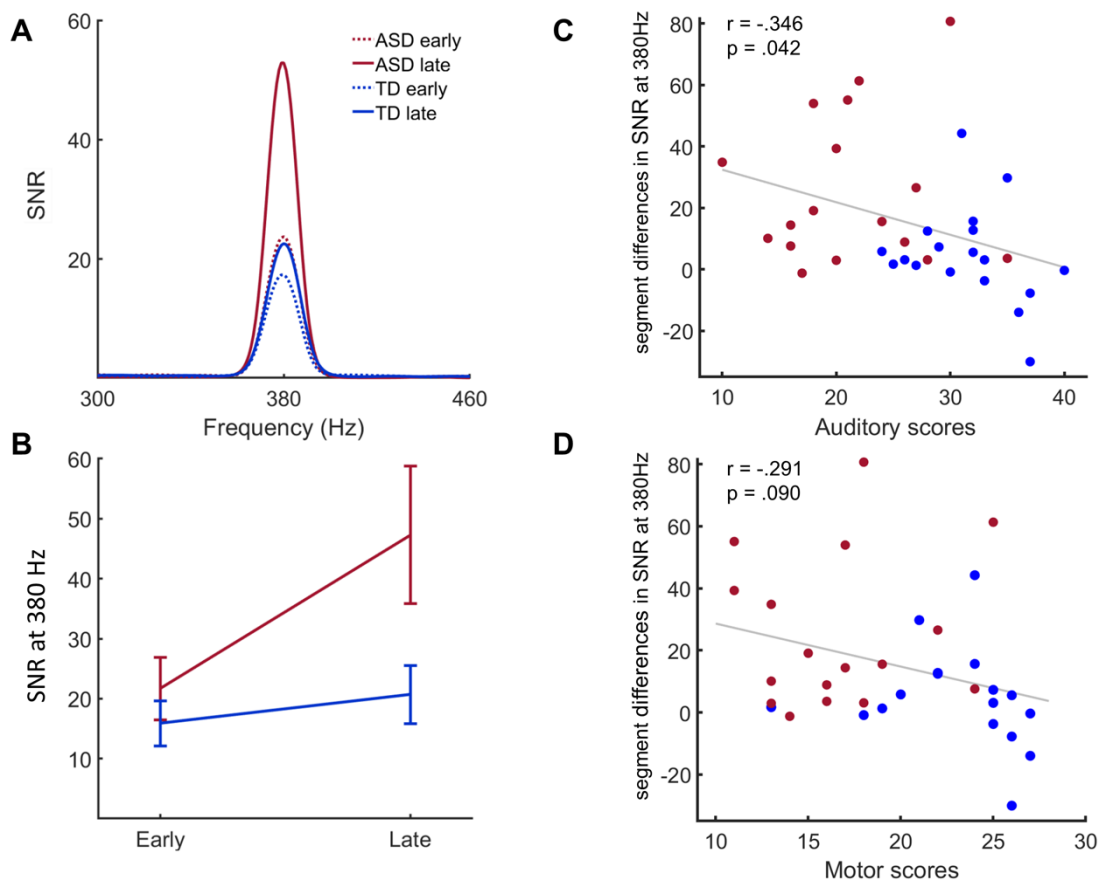 A
60
40
20
SNR
ASD early
ASD late
TD early
TD late
300
380
460
Frequency (Hz)
B
60
50
40
30
20
10
SNR at 380 Hz
Early
Late
C
r = -.346
p = .042
80
60
40
20
0
-20
segment differences in SNR at 380Hz
10
20
30
40
Auditory scores
D
r = -.291
p = .090
80
60
40
20
0
-20
segment differences in SNR at 380Hz
10
15
20
25
30
Motor scores